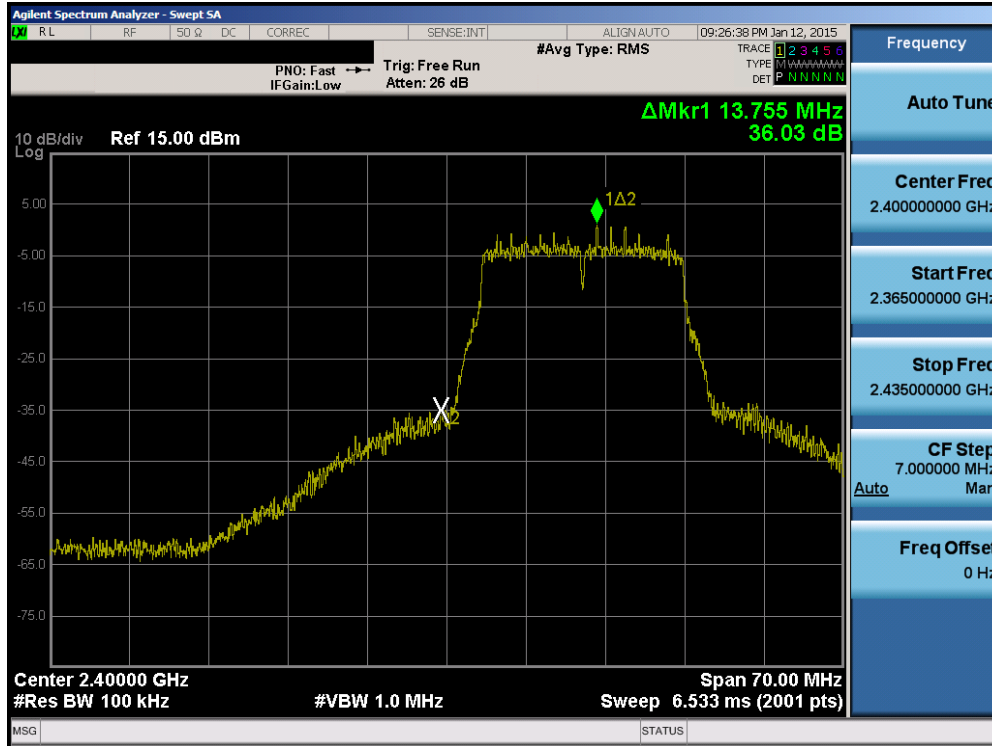 Agilent Spectrum Analyzer - Swept SA
LXI RL RF 50 Ω DC CORREC SENSE:INT ALIGN AUTO 09:26:38 PM Jan 12, 2015
#Avg Type: RMS TRACE 1 2 3 4 5 6
PNO: Fast Trig: Free Run TYPE M WWWWW
IFGain:Low Atten: 26 dB DET P N N N N N
ΔMkr1 13.755 MHz
36.03 dB
10 dB/div Ref 15.00 dBm
Log
1Δ2
5.00
-5.00
-15.0
-25.0
-35.0
X2
-45.0
-55.0
-65.0
-75.0
Center 2.40000 GHz Span 70.00 MHz
#Res BW 100 kHz #VBW 1.0 MHz Sweep 6.533 ms (2001 pts)
MSG STATUS
Frequency
Auto Tune
Center Freq
2.400000000 GHz
Start Freq
2.365000000 GHz
Stop Freq
2.435000000 GHz
CF Step
7.000000 MHz
Auto Man
Freq Offset
0 Hz